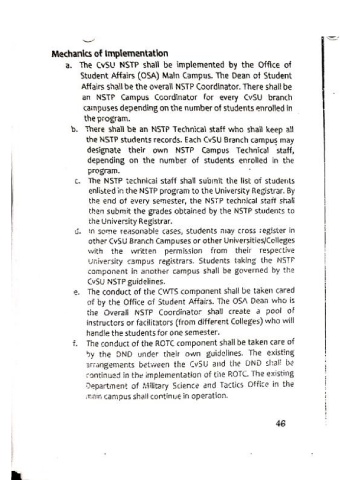 Mechanics of Implementation
a. The CvSU NSTP shall be implemented by the Office of
Student Affairs (OSA) Main Campus. The Dean of Student
Affairs shall be the overall NSTP Coordinator. There shall be
an NSTP Campus Coordinator for every CvSU branch
campuses depending on the number of students enrolled in
the program.
b. There shall be an NSTP Technical staff who shall keep all
the NSTP students records. Each CvSU Branch campus may
designate their own NSTP Campus Technical staff,
depending on the number of students enrolled in the
program.
c. The NSTP technical staff shall submit the list of students
enlisted in the NSTP program to the University Registrar. By
the end of every semester, the NSTP technical staff shall
then submit the grades obtained by the NSTP students to
the University Registrar.
d. In some reasonable cases, students may cross register in
other CvSU Branch Campuses or other Universities/Colleges
with the written permission from their respective
University campus registrars. Students taking the NSTP
component in another campus shall be governed by the
CvSU NSTP guidelines.
e. The conduct of the CWTS component shall be taken cared
of by the Office of Student Affairs. The OSA Dean who is
the Overall NSTP Coordinator shall create a pool of
instructors or facilitators (from different Colleges) who will
handle the students for one semester.
f. The conduct of the ROTC component shall be taken care of
by the DND under their own guidelines. The existing
arrangements between the CvSU and the DND shall be
continued in the implementation of the ROTC. The existing
Department of Military Science and Tactics Office in the
main campus shall continue in operation.
46